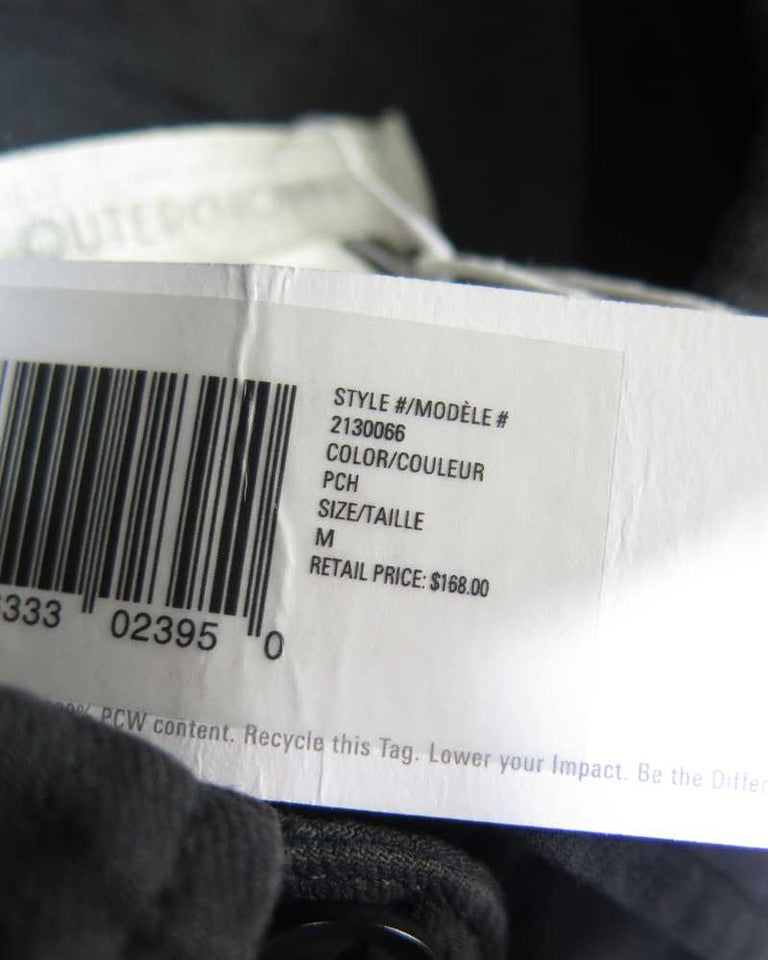 STYLE #/MODÈLE #
2130066
COLOR/COULEUR
PCH
SIZE/TAILLE
M
RETAIL PRICE: $168.00
333 02395 0
PCW content. Recycle this Tag. Lower your Impact. Be the Differ